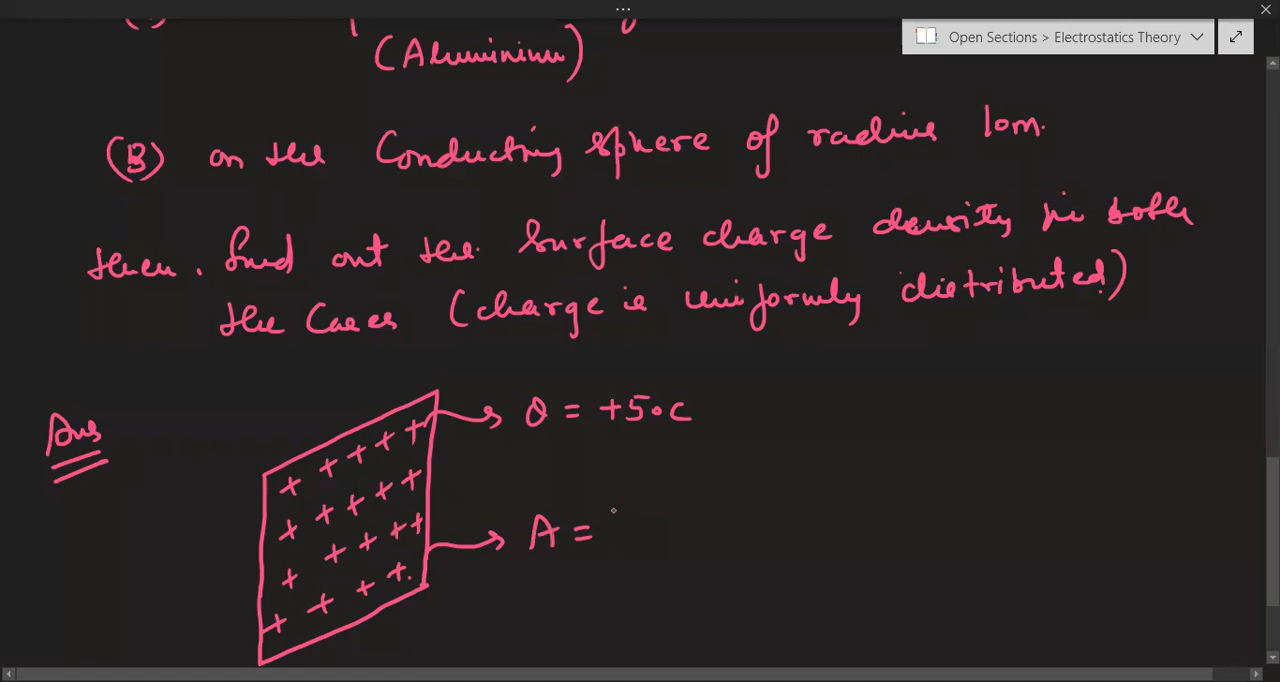 Open Sections > Electrostatics Theory
(Aluminium)
(B) on the Conducting sphere of radius 10m.
then. find out the surface charge density in both
the Cases (charge is uniformly distributed)
Ans
Q = +50C
A =